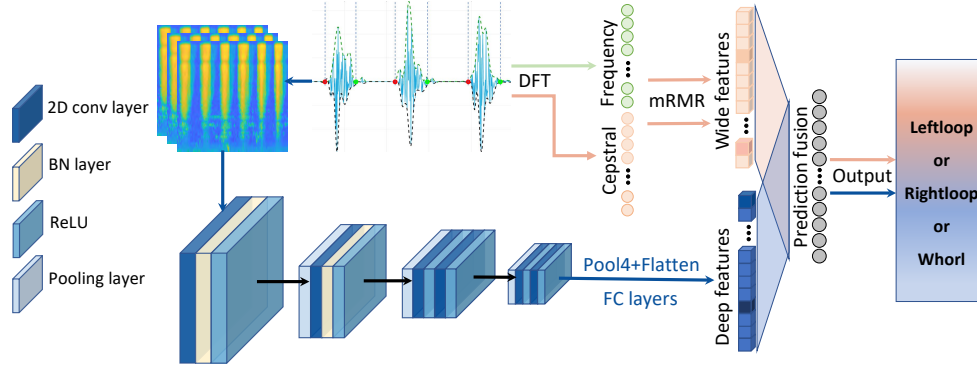 2D conv layer
BN layer
ReLU
Pooling layer
DFT
Frequency
Cepstral
mRMR
Wide features
Pool4+Flatten
FC layers
Deep features
Prediction fusion
Output
Leftloop
or
Rightloop
or
Whorl